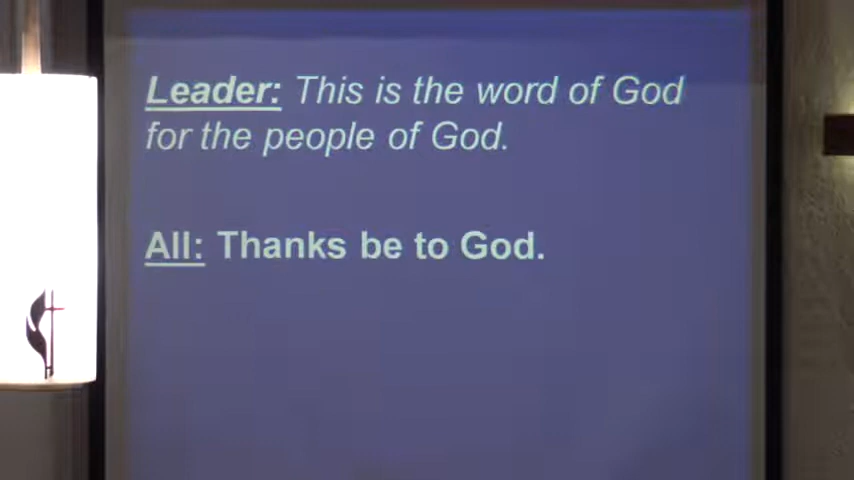 Leader: This is the word of God
for the people of God.
All: Thanks be to God.